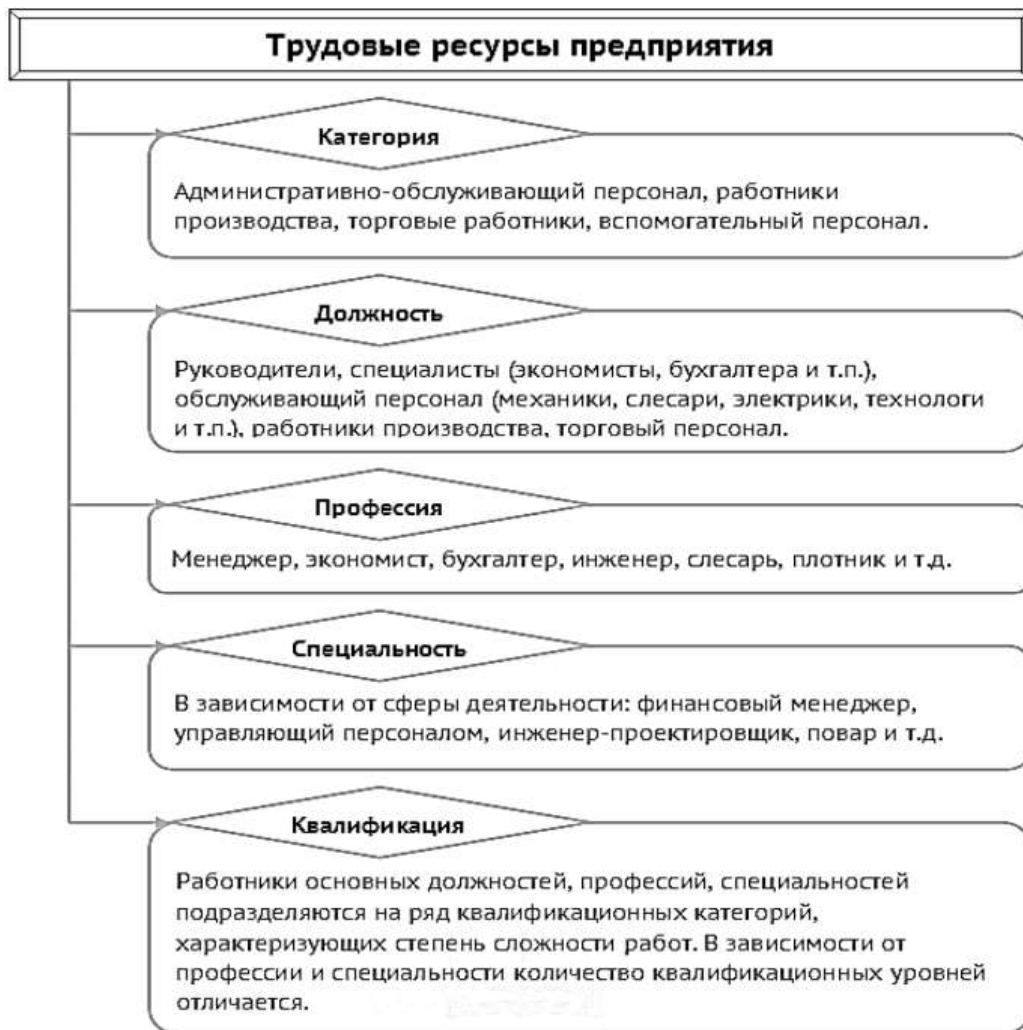 Трудовые ресурсы предприятия
Категория
Административно-обслуживающий персонал, работники
производства, торговые работники, вспомогательный персонал.
Должность
Руководители, специалисты (экономисты, бухгалтера и т.п.),
обслуживающий персонал (механики, слесари, электрики, технологи
и т.п.), работники производства, торговый персонал.
Профессия
Менеджер, экономист, бухгалтер, инженер, слесарь, плотник и т.д.
Специальность
В зависимости от сферы деятельности: финансовый менеджер,
управляющий персоналом, инженер-проектировщик, повар и т.д.
Квалификация
Работники основных должностей, профессий, специальностей
подразделяются на ряд квалификационных категорий,
характеризующих степень сложности работ. В зависимости от
профессии и специальности количество квалификационных уровней
отличается.